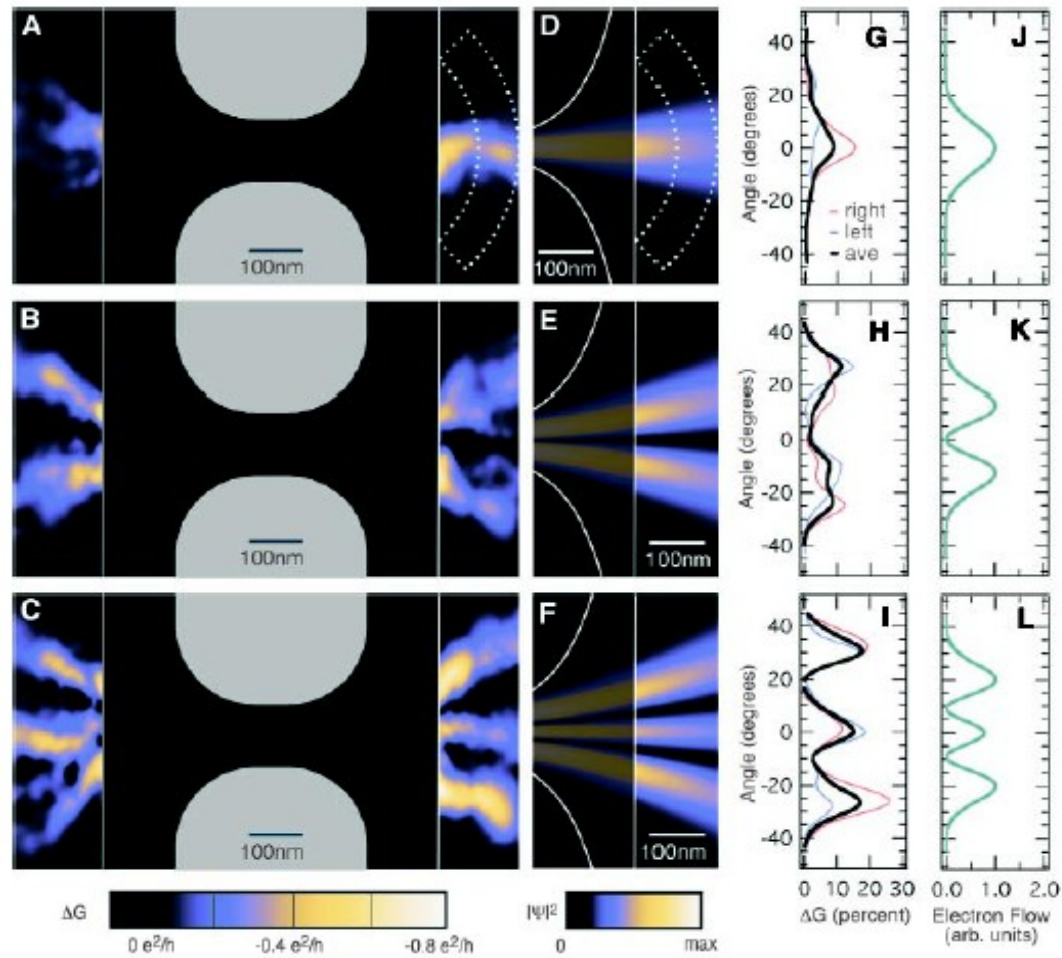 A
D
G
J
100nm
100nm
Angle (degrees)
40
20
0
-20
-40
right
left
ave
B
E
H
K
100nm
100nm
Angle (degrees)
40
20
0
-20
-40
C
F
I
L
100nm
100nm
Angle (degrees)
40
20
0
-20
-40
0 10 20 30
ΔG (percent)
0.0 1.0 2.0
Electron Flow
(arb. units)
ΔG
0 e²/h -0.4 e²/h -0.8 e²/h
|Ψ|²
0 max